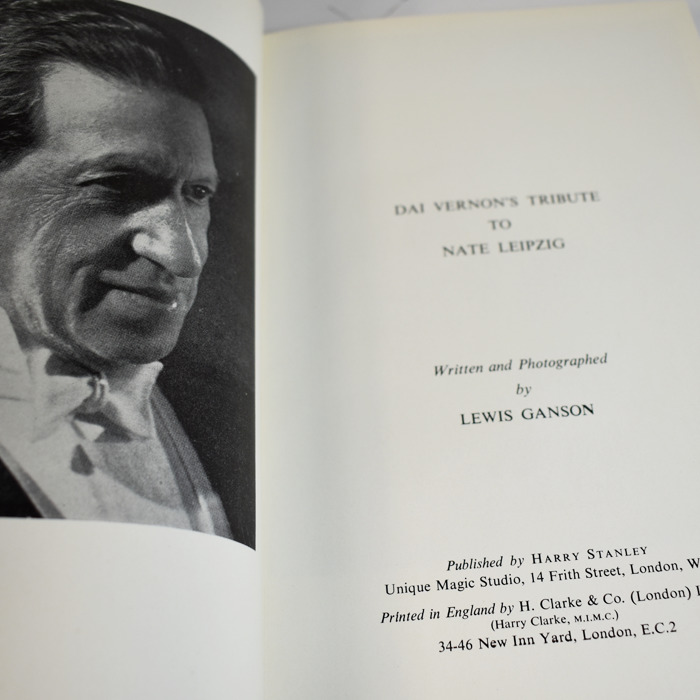 DAI VERNON'S TRIBUTE
TO
NATE LEIPZIG
Written and Photographed
by
LEWIS GANSON
Published by HARRY STANLEY
Unique Magic Studio, 14 Frith Street, London, W
Printed in England by H. Clarke & Co. (London)
(Harry Clarke, M.I.M.C.)
34-46 New Inn Yard, London, E.C.2